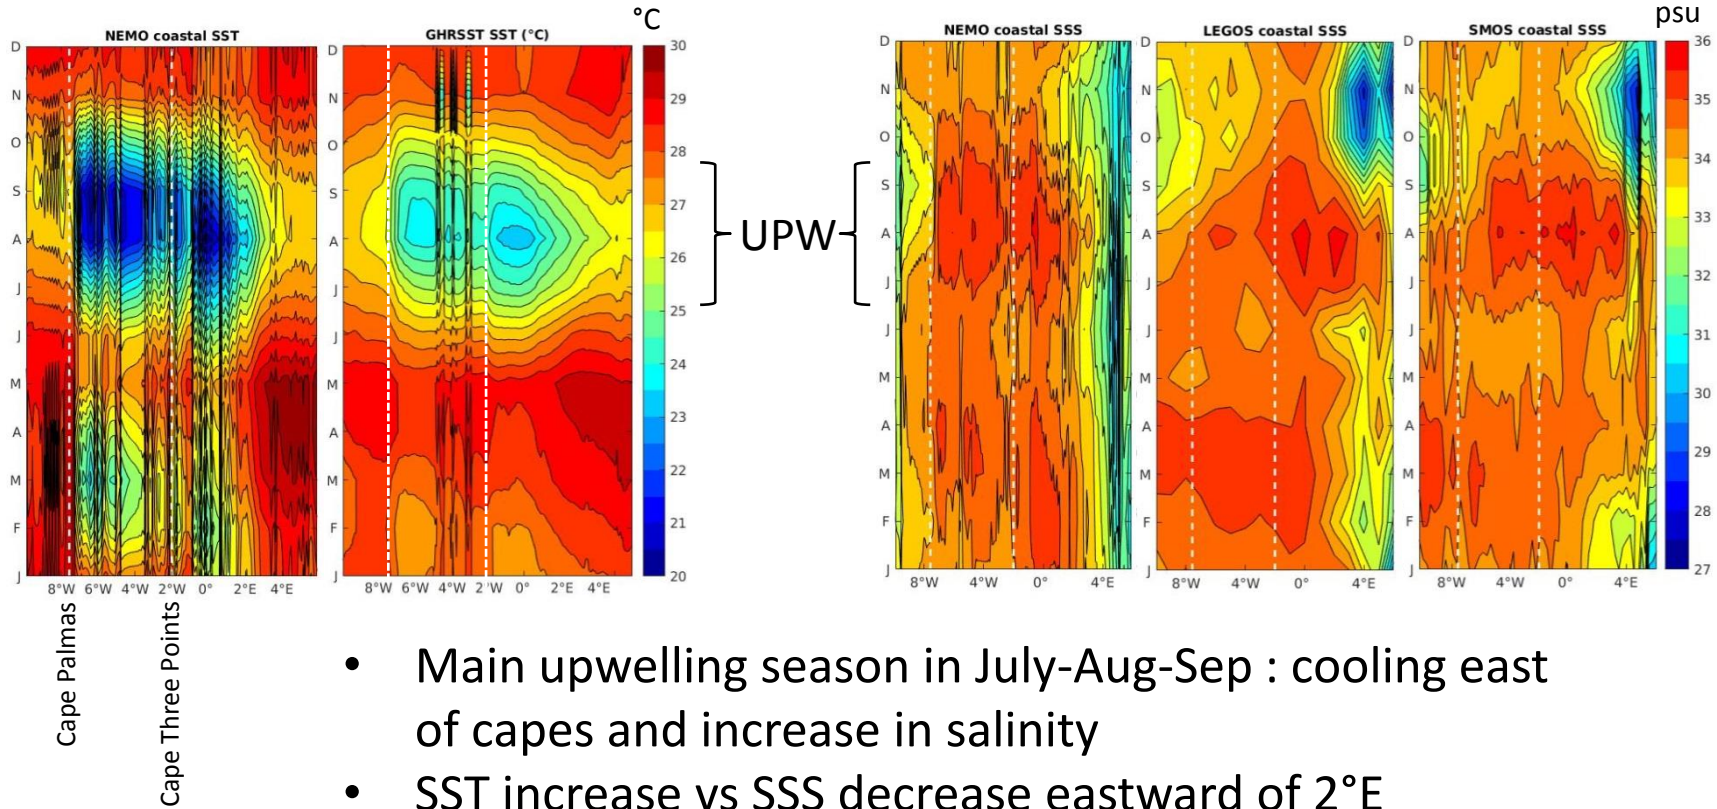 °C
psu
NEMO coastal SST
GHRSST SST (°C)
NEMO coastal SSS
LEGOS coastal SSS
SMOS coastal SSS
D
N
O
S
A
J
J
M
A
M
F
J
8°W 6°W 4°W 2°W 0° 2°E 4°E
D
N
O
S
A
J
J
M
A
M
F
J
8°W 6°W 4°W 2°W 0° 2°E 4°E
30
29
28
27
26
25
24
23
22
21
20
UPW
D
N
O
S
A
J
J
M
A
M
F
J
8°W 4°W 0° 4°E
D
N
O
S
A
J
J
M
A
M
F
J
8°W 4°W 0° 4°E
D
N
O
S
A
J
J
M
A
M
F
J
8°W 4°W 0° 4°E
36
35
34
33
32
31
30
29
28
27
Cape Palmas
Cape Three Points
• Main upwelling season in July-Aug-Sep : cooling east
of capes and increase in salinity
• SST increase vs SSS decrease eastward of 2°E